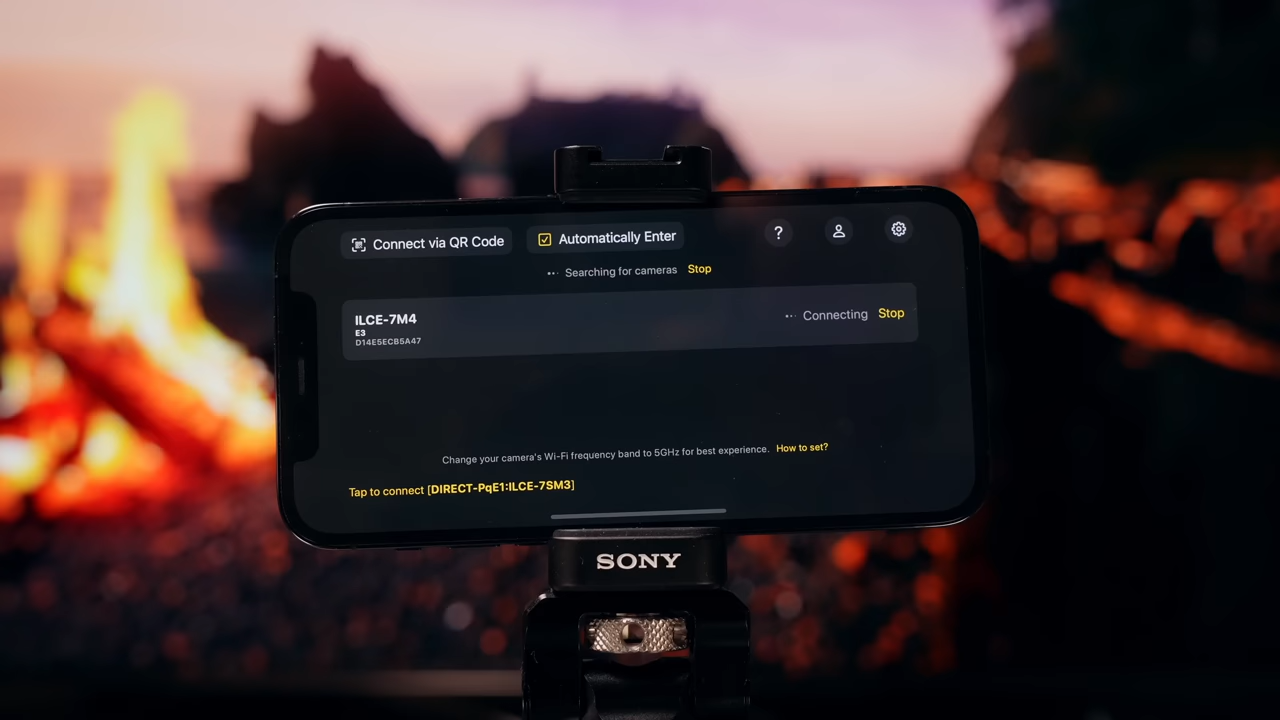 Connect via QR Code
Automatically Enter
?
Searching for cameras Stop
ILCE-7M4
E3
D14E5ECB5A47
Connecting Stop
Change your camera's Wi-Fi frequency band to 5GHz for best experience. How to set?
Tap to connect [DIRECT-PqE1:ILCE-7SM3]
SONY